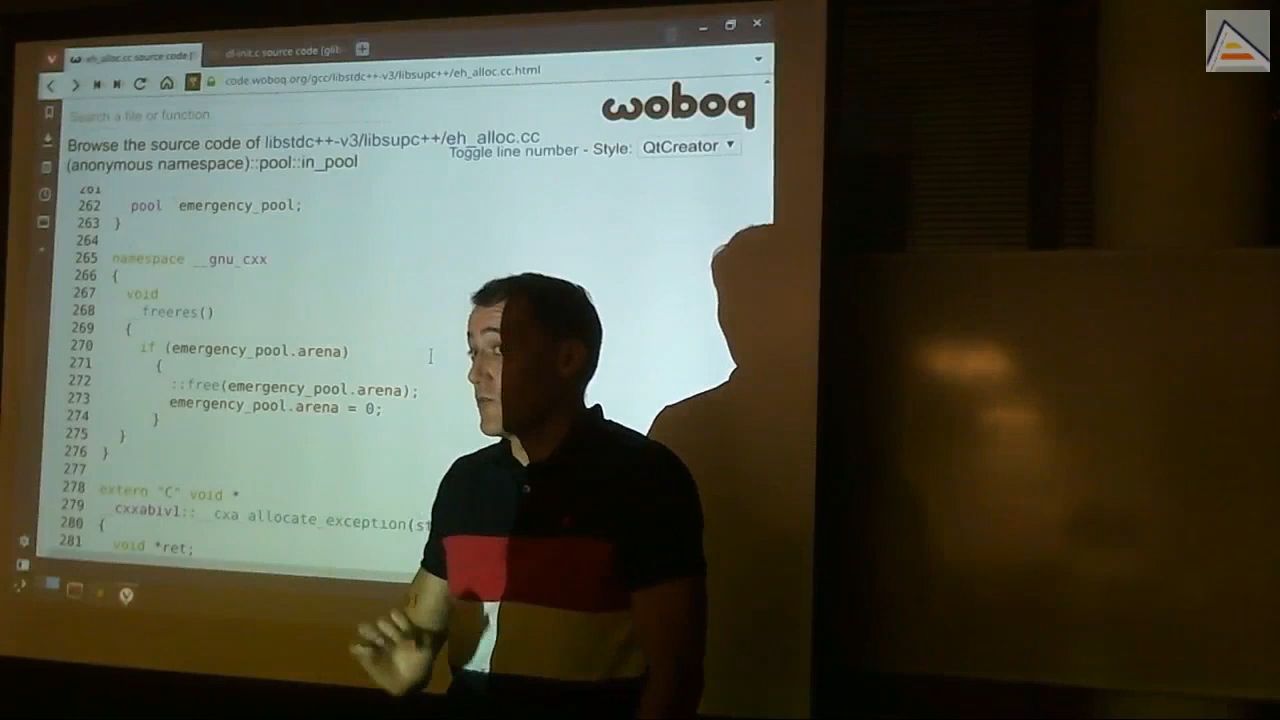 eh_alloc.cc source code [
dl-init.c source code [glib
code.woboq.org/gcc/libstdc++-v3/libsupc++/eh_alloc.cc.html
Search a file or function
woboq
Browse the source code of libstdc++-v3/libsupc++/eh_alloc.cc
Toggle line number - Style: QtCreator
(anonymous namespace)::pool::in_pool
261
262 pool emergency_pool;
263 }
264
265 namespace __gnu_cxx
266 {
267 void
268 __freeres()
269 {
270 if (emergency_pool.arena)
271 {
272 ::free(emergency_pool.arena);
273 emergency_pool.arena = 0;
274 }
275 }
276 }
277
278 extern "C" void *
279 __cxxabiv1::__cxa_allocate_exception(st
280 {
281 void *ret;